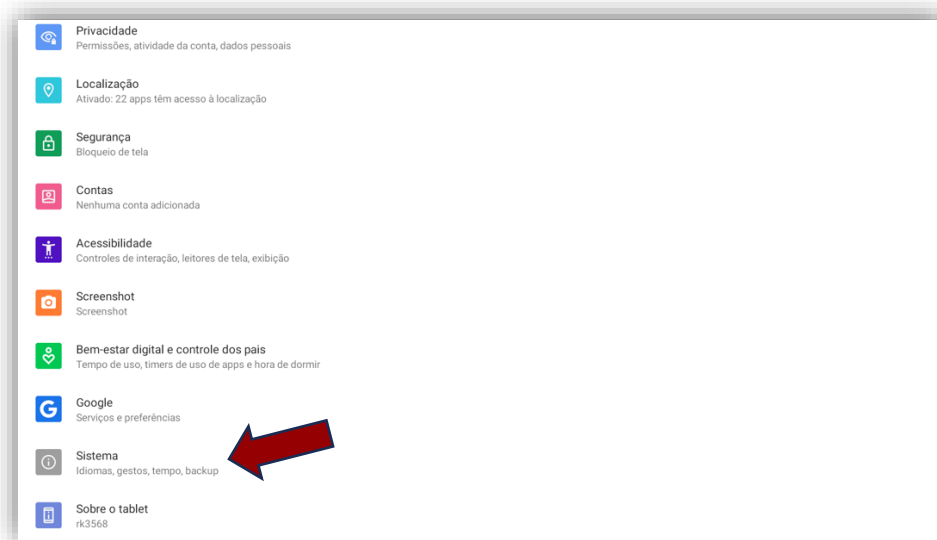 Privacidade
Permissões, atividade da conta, dados pessoais
Localização
Ativado: 22 apps têm acesso à localização
Segurança
Bloqueio de tela
Contas
Nenhuma conta adicionada
Acessibilidade
Controles de interação, leitores de tela, exibição
Screenshot
Screenshot
Bem-estar digital e controle dos pais
Tempo de uso, timers de uso de apps e hora de dormir
Google
Serviços e preferências
Sistema
Idiomas, gestos, tempo, backup
Sobre o tablet
rk3568